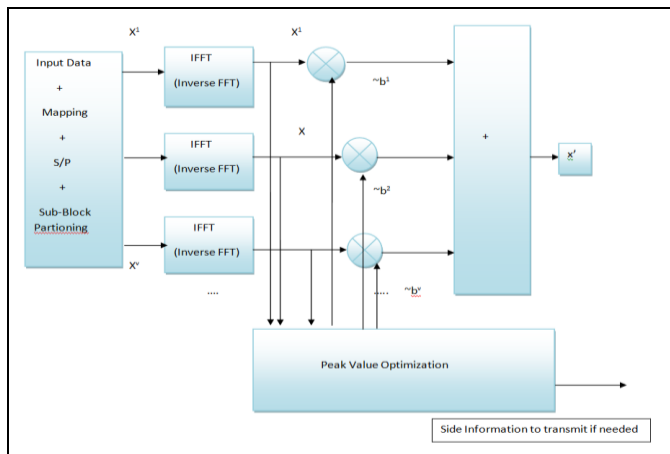 X¹
X¹
Input Data
+
Mapping
+
S/P
+
Sub-Block
Partioning
IFFT
(Inverse FFT)
~b¹
X
IFFT
(Inverse FFT)
~b²
+
x'
IFFT
(Inverse FFT)
Xᵛ
....
.....
~bᵛ
Peak Value Optimization
Side Information to transmit if needed